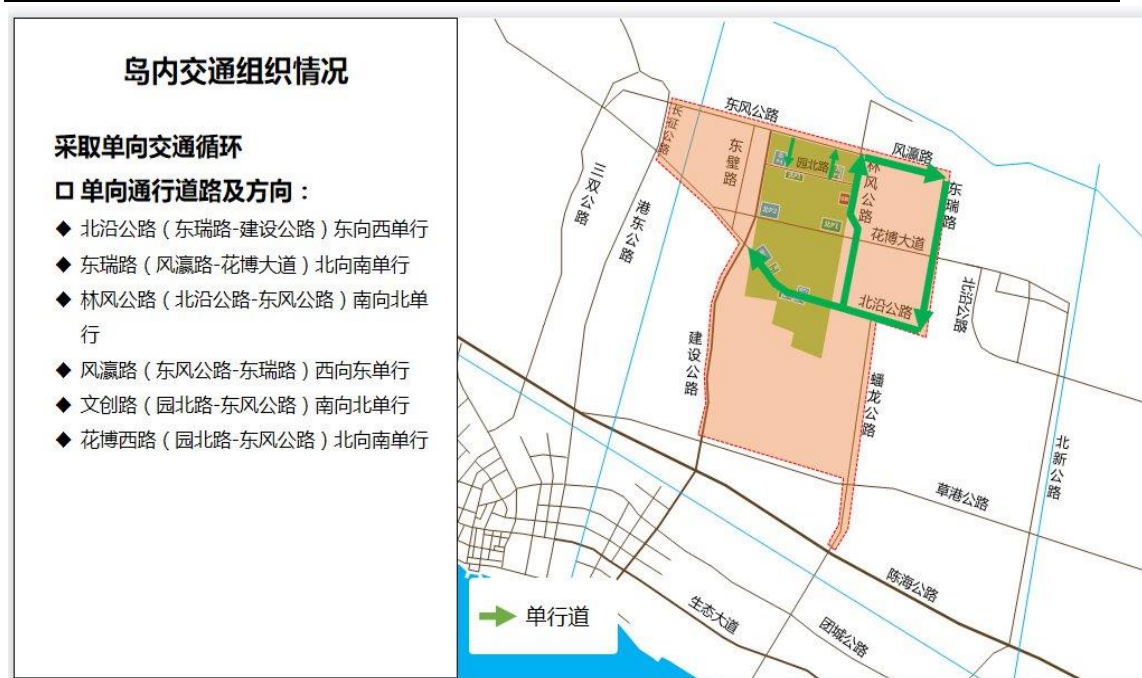 岛内交通组织情况
采取单向交通循环
单向通行道路及方向：
◆ 北沿公路（东瑞路-建设公路）东向西单行
◆ 东瑞路（风瀛路-花博大道）北向南单行
◆ 林风公路（北沿公路-东风公路）南向北单
行
◆ 风瀛路（东风公路-东瑞路）西向东单行
◆ 文创路（园北路-东风公路）南向北单行
◆ 花博西路（园北路-东风公路）北向南单行
东风公路
长征公路
东壁路
园北路
林风公路
风瀛路
东瑞路
三双公路
港东公路
花博大道
北沿公路
北沿公路
建设公路
蟠龙公路
北新公路
草港公路
陈海公路
生态大道
团城公路
单行道